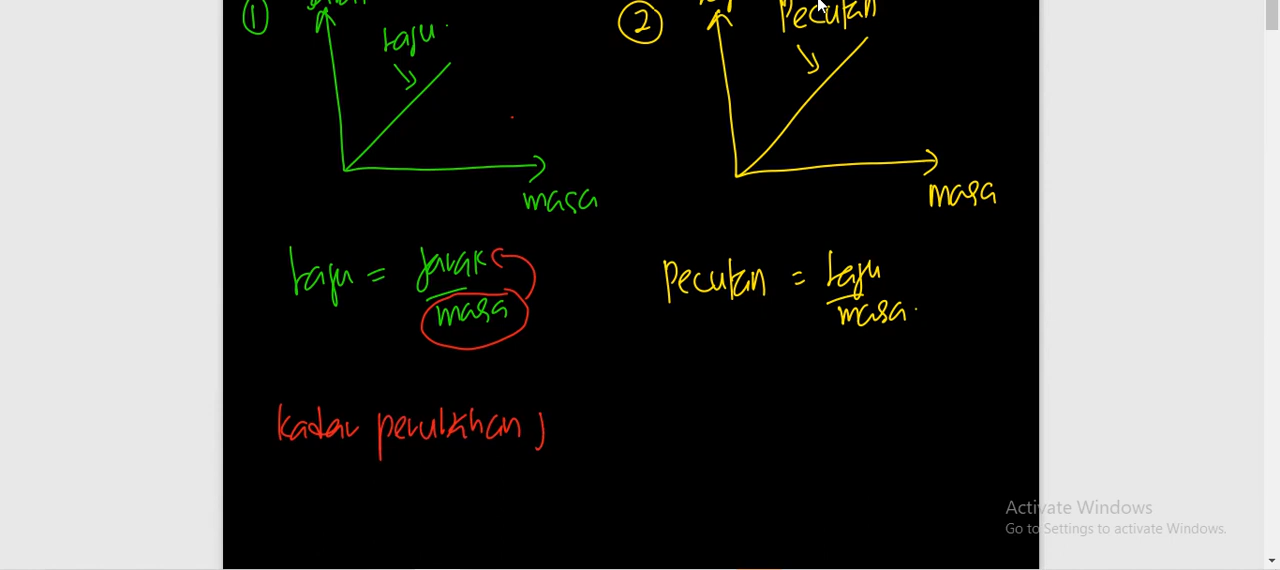 ①
laju
masa
②
Pecutan
masa
laju = jarak
masa
Pecutan = laju
masa.
kadar perubahan j
Activate Windows
Go to Settings to activate Windows.